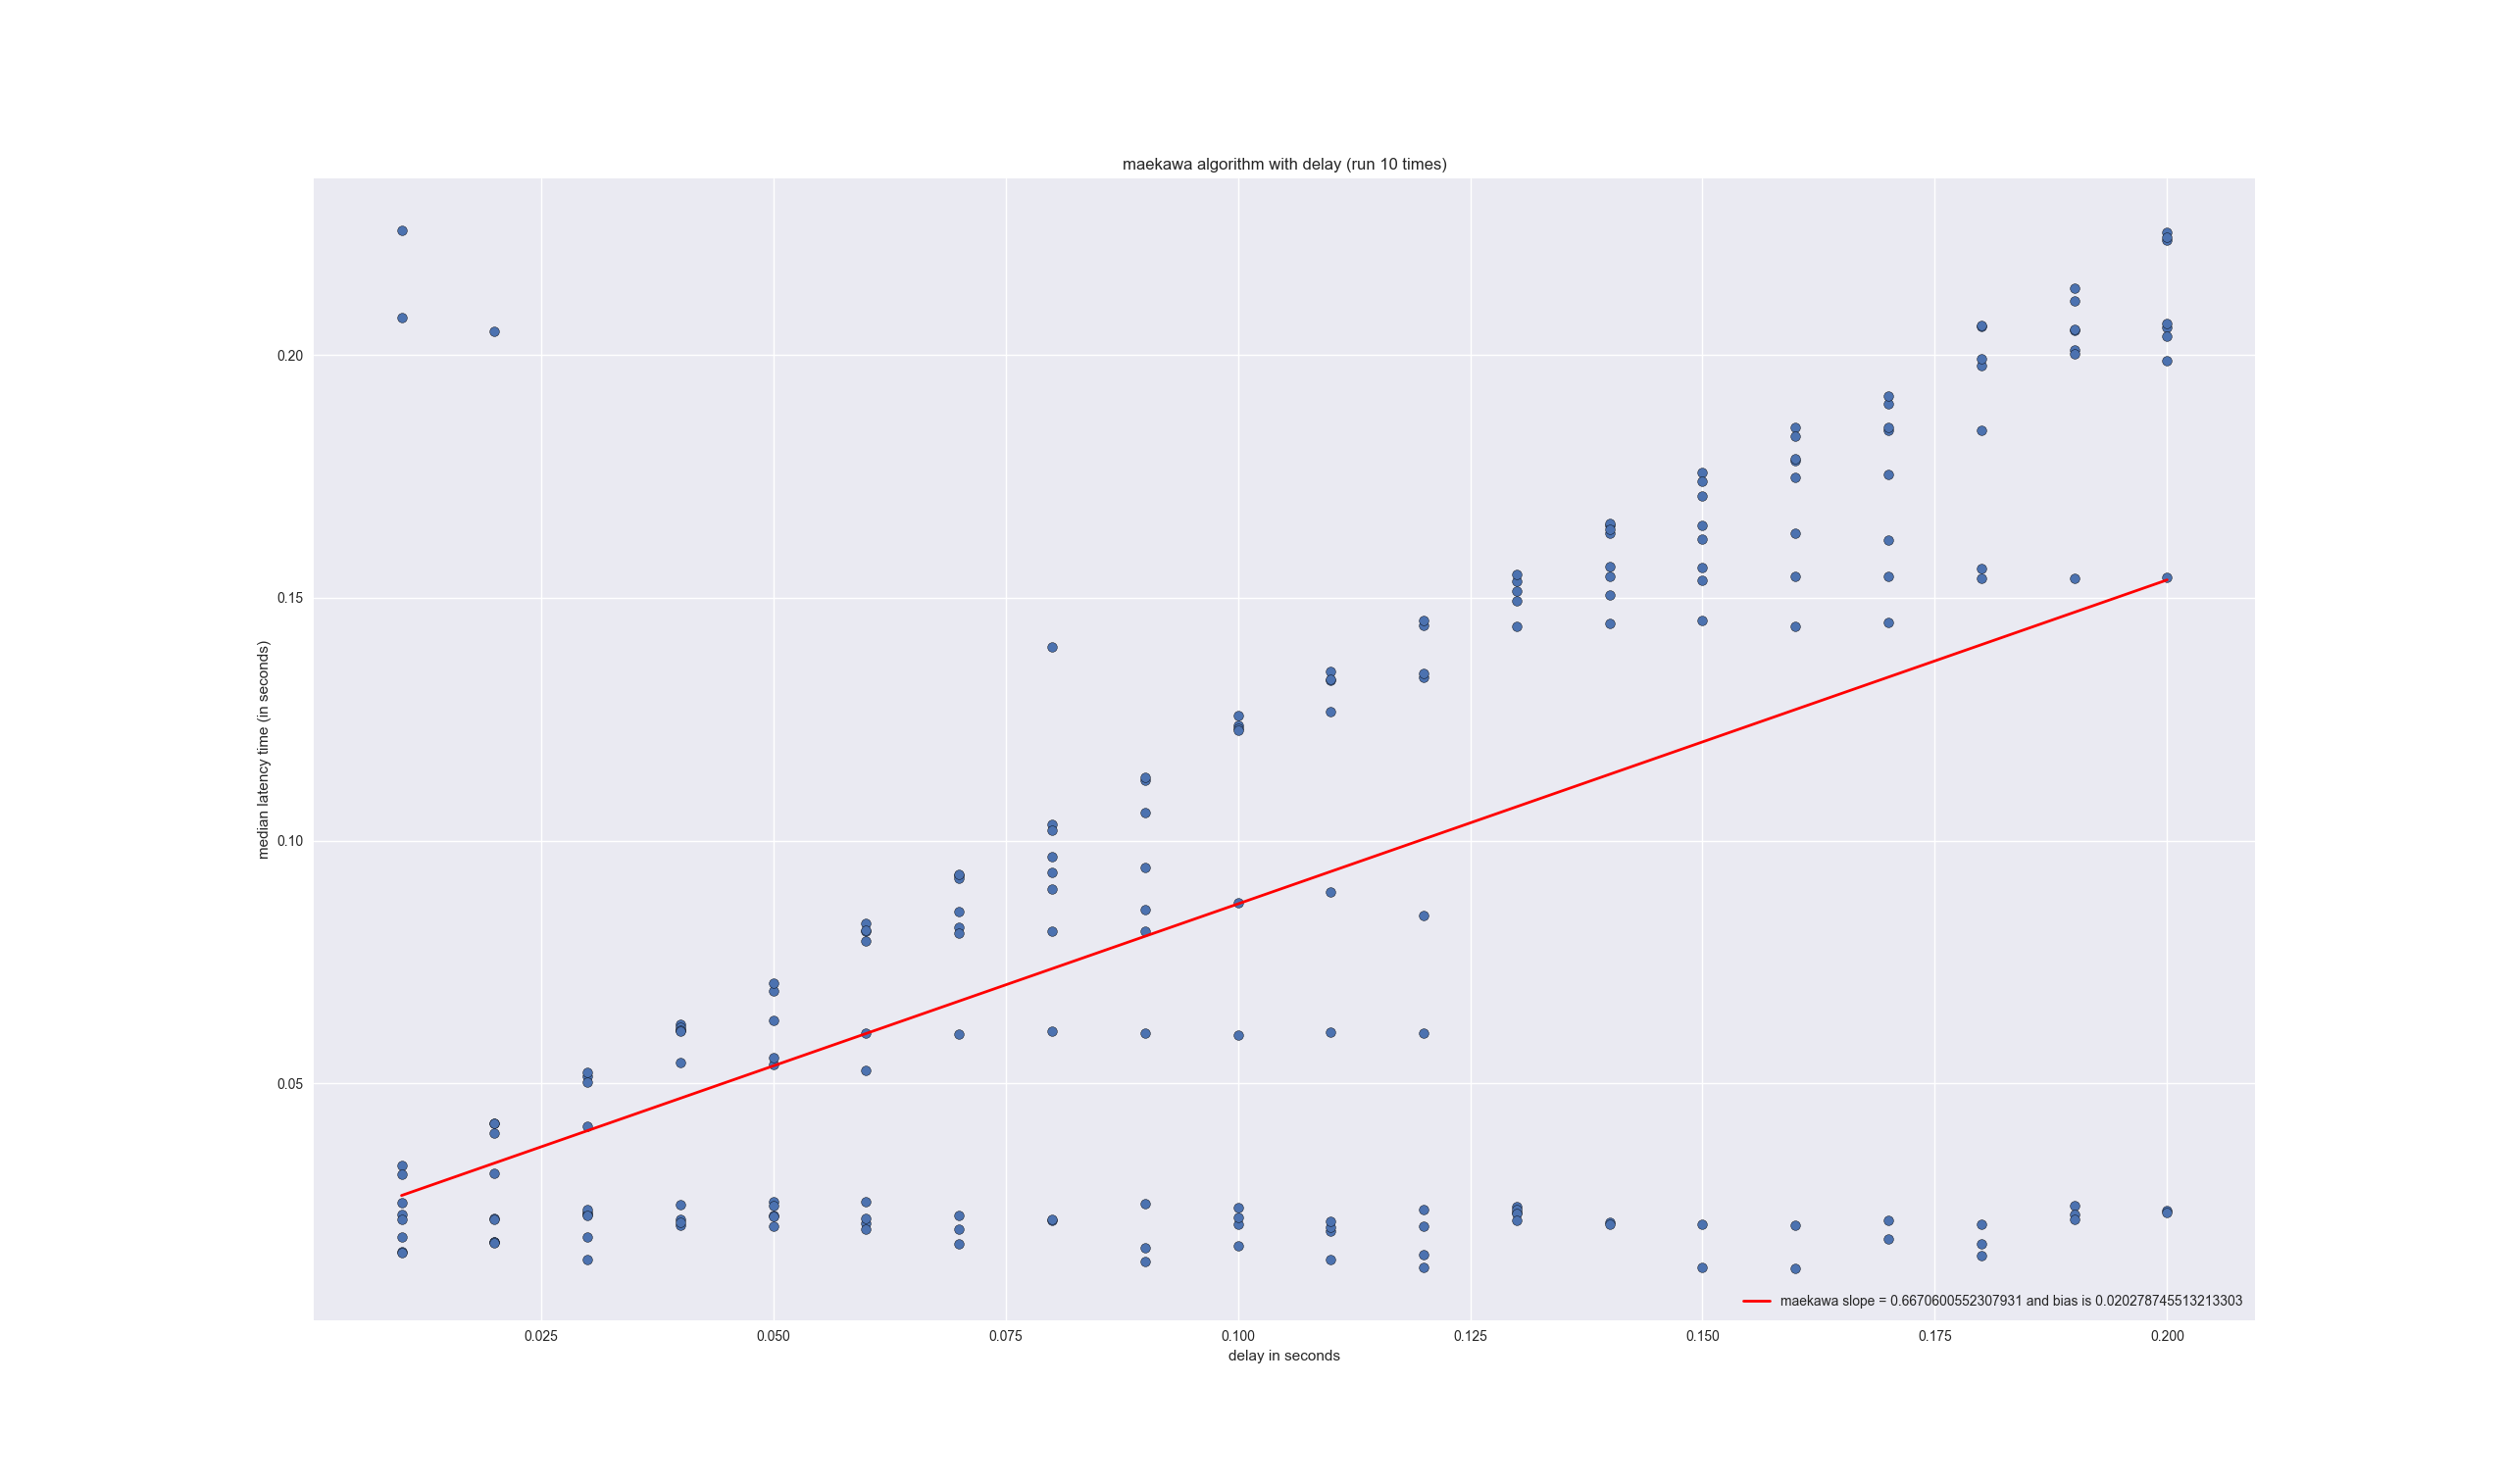 maekawa algorithm with delay (run 10 times)
median latency time (in seconds)
0.20
0.15
0.10
0.05
maekawa slope = 0.6670600552307931 and bias is 0.020278745513213303
0.025 0.050 0.075 0.100 0.125 0.150 0.175 0.200
delay in seconds